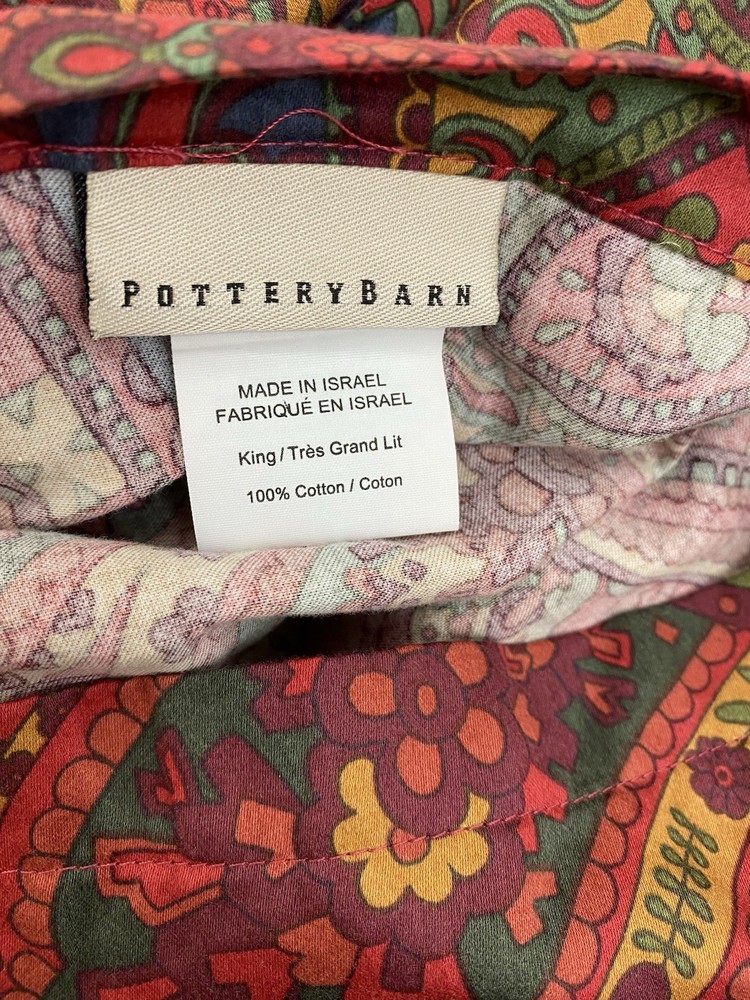 POTTERYBARN
MADE IN ISRAEL
FABRIQUÉ EN ISRAEL
King/Très Grand Lit
100% Cotton / Coton